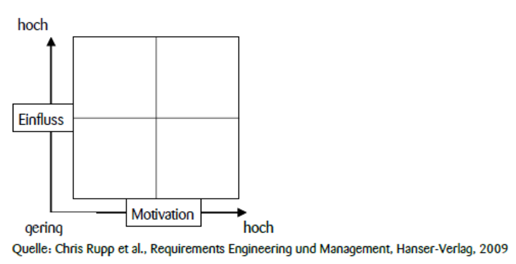 hoch
Einfluss
Motivation
gering
hoch
Quelle: Chris Rupp et al., Requirements Engineering und Management, Hanser-Verlag, 2009